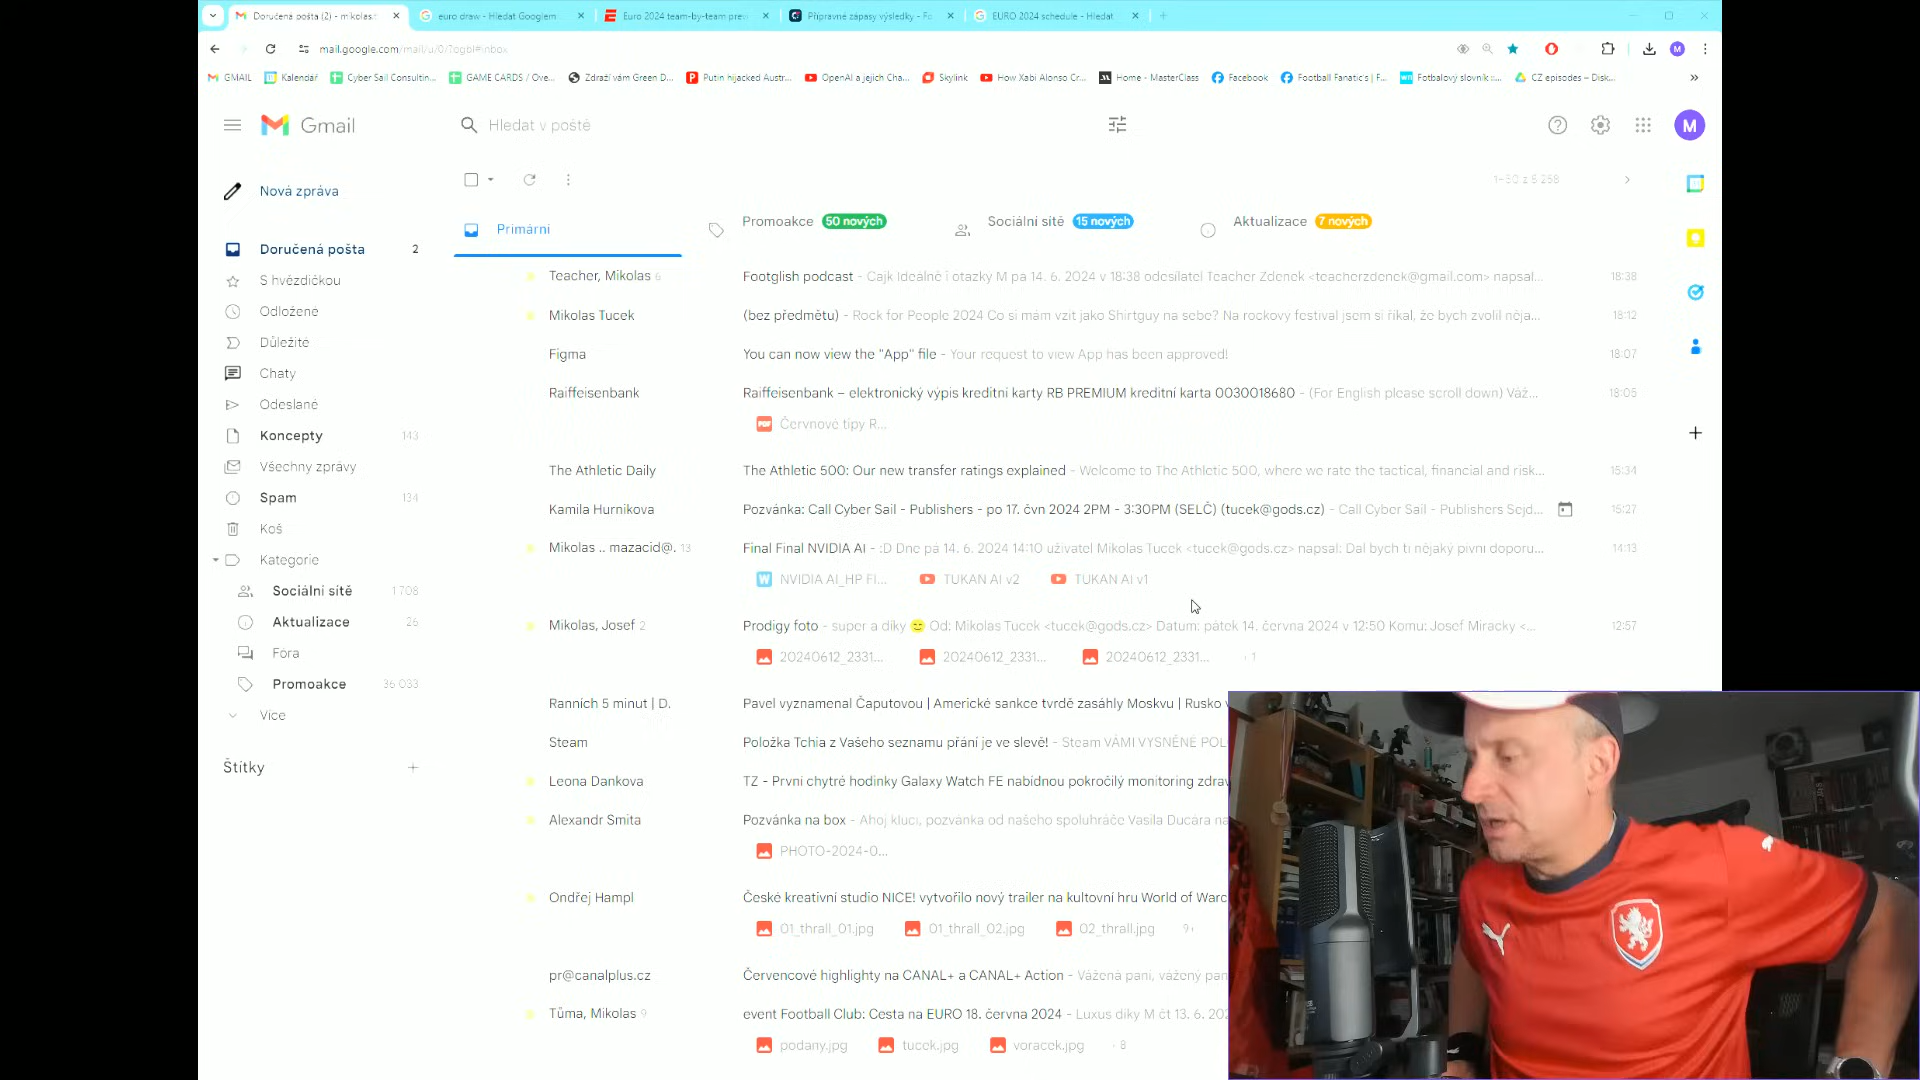 Doručená pošta (2) - mikolas.t
euro draw - Hledat Googlem
Euro 2024 team-by-team pre
Přípravné zápasy výsledky - Fo
EURO 2024 schedule - Hledat
mail.google.com/mail/u/0/?ogbl#inbox
GMAIL
Kalendář
Cyber Sail Consultin...
GAME CARDS / Ove...
Zdraží vám Green D...
Putin hijacked Austr...
OpenAI a jejich Cha...
Skylink
How Xabi Alonso Cr...
Home - MasterClass
Facebook
Football Fanatic's | F...
Fotbalový slovník ::...
CZ episodes – Disk...
Gmail
Hledat v poště
M
Nová zpráva
1–50 z 5 258
Primární
Promoakce 50 nových
Sociální sítě 15 nových
Aktualizace 7 nových
Doručená pošta 2
S hvězdičkou
Odložené
Důležité
Chaty
Odeslané
Koncepty 143
Všechny zprávy
Spam 134
Koš
Kategorie
Sociální sítě 1 708
Aktualizace 26
Fóra
Promoakce 36 033
Více
Štítky
Teacher, Mikolas 6 Footglish podcast - Cajk Ideálně i otazky M pá 14. 6. 2024 v 18:38 odesílatel Teacher Zdenek <teacherzdenek@gmail.com> napsal... 18:38
Mikolas Tucek (bez předmětu) - Rock for People 2024 Co si mám vzít jako Shirtguy na sebe? Na rockový festival jsem si říkal, že bych zvolil něja... 18:12
Figma You can now view the "App" file - Your request to view App has been approved! 18:07
Raiffeisenbank Raiffeisenbank – elektronický výpis kreditní karty RB PREMIUM kreditní karta 0030018680 - (For English please scroll down) Váž... 18:05
Červnové tipy R...
The Athletic Daily The Athletic 500: Our new transfer ratings explained - Welcome to The Athletic 500, where we rate the tactical, financial and risk... 15:34
Kamila Hurníkova Pozvánka: Call Cyber Sail - Publishers - po 17. čvn 2024 2PM - 3:30PM (SELČ) (tucek@gods.cz) - Call Cyber Sail - Publishers Sejd... 15:27
Mikolas .. mazacid@. 13 Final Final NVIDIA AI - :D Dne pá 14. 6. 2024 14:10 uživatel Mikolas Tucek <tucek@gods.cz> napsal: Dal bych ti nějaký pivní doporu... 14:13
NVIDIA AI_HP FI...
TUKAN AI v2
TUKAN AI v1
Mikolas, Josef 2 Prodigy foto - super a díky 😊 Od: Mikolas Tucek <tucek@gods.cz> Datum: pátek 14. června 2024 v 12:50 Komu: Josef Miracky <... 12:57
20240612_2331...
20240612_2331...
20240612_2331...
+1
Ranních 5 minut | D. Pavel vyznamenal Čaputovou | Americké sankce tvrdě zasáhly Moskvu | Rusko v
Steam Položka Tchia z Vašeho seznamu přání je ve slevě! - Steam VÁMI VYSNĚNÉ POL
Leona Dankova TZ - První chytré hodinky Galaxy Watch FE nabídnou pokročilý monitoring zdrav
Alexandr Smita Pozvánka na box - Ahoj kluci, pozvánka od našeho spoluhráče Vasila Ducára na
PHOTO-2024-0...
Ondřej Hampl České kreativní studio NICE! vytvořilo nový trailer na kultovní hru World of Warc
01_thrall_01.jpg
01_thrall_02.jpg
02_thrall.jpg
9+
pr@canalplus.cz Červencové highlighty na CANAL+ a CANAL+ Action - Vážená paní, vážený pan
Tůma, Mikolas 9 event Football Club: Cesta na EURO 18. června 2024 - Luxus díky M čt 13. 6. 202
podany.jpg
tucek.jpg
voracek.jpg
+8